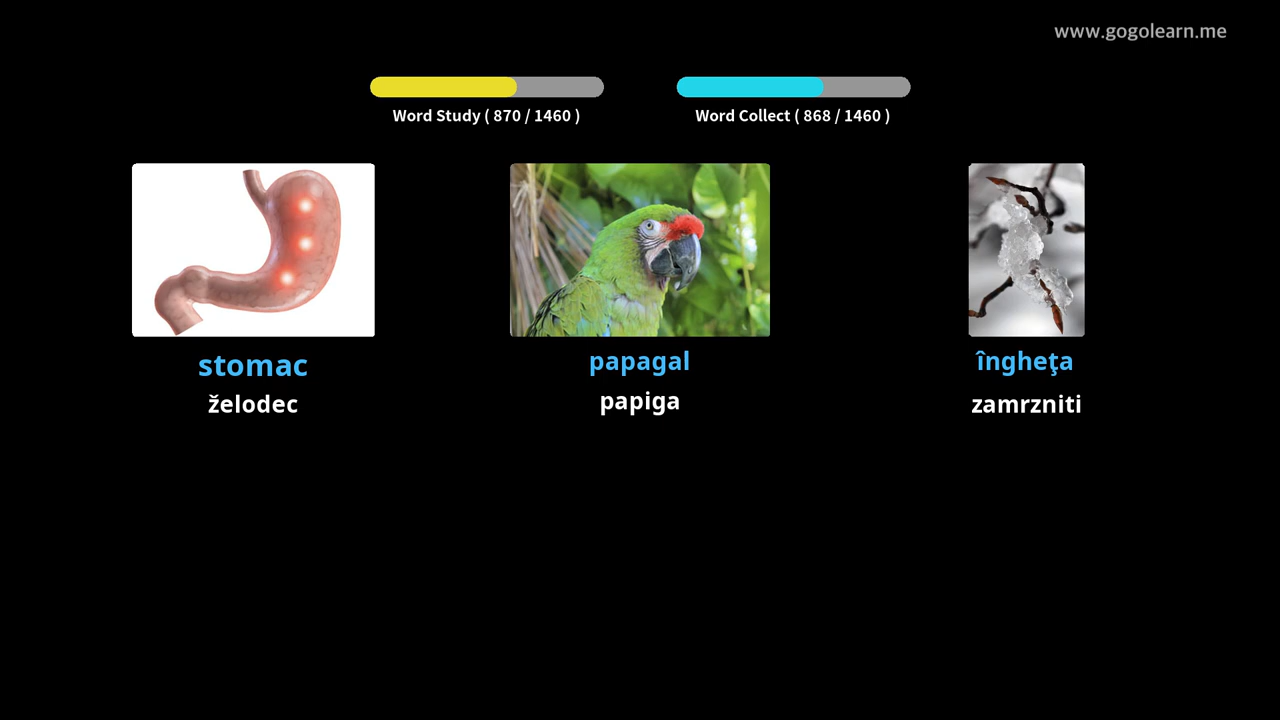 www.gogolearn.me
Word Study ( 870 / 1460 )
Word Collect ( 868 / 1460 )
stomac
želodec
papagal
papiga
îngheţa
zamrzniti